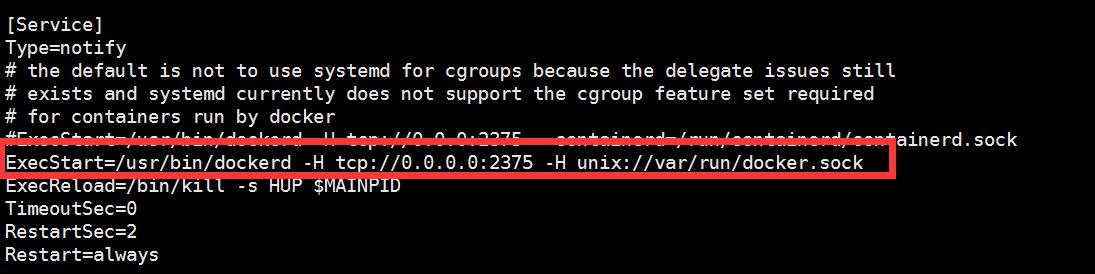 [Service]
Type=notify
# the default is not to use systemd for cgroups because the delegate issues still
# exists and systemd currently does not support the cgroup feature set required
# for containers run by docker
#ExecStart=/usr/bin/dockerd -H tcp://0.0.0:2375 --containerd=/run/containerd/containerd.sock
ExecStart=/usr/bin/dockerd -H tcp://0.0.0.0:2375 -H unix://var/run/docker.sock
ExecReload=/bin/kill -s HUP $MAINPID
TimeoutSec=0
RestartSec=2
Restart=always